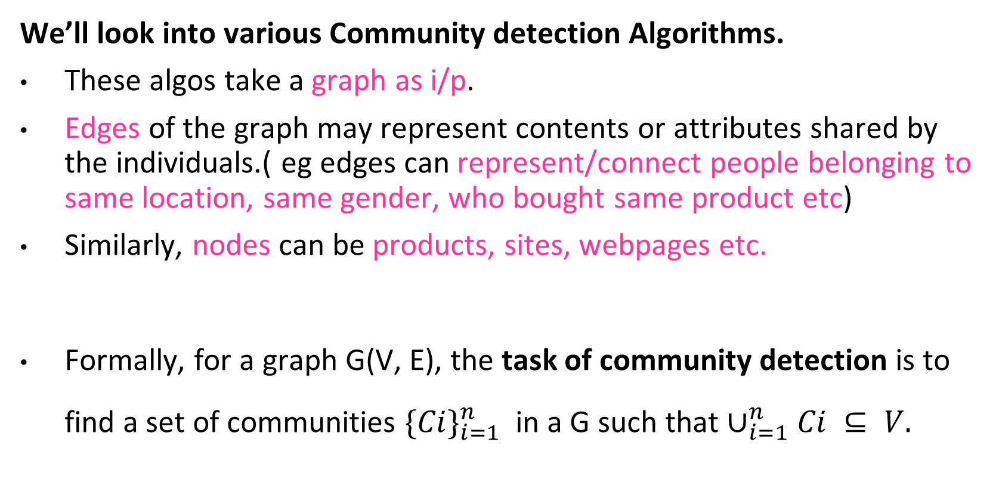 We’ll look into various Community detection Algorithms.
• These algos take a graph as i/p.
• Edges of the graph may represent contents or attributes shared by
the individuals.( eg edges can represent/connect people belonging to
same location, same gender, who bought same product etc)
• Similarly, nodes can be products, sites, webpages etc.
• Formally, for a graph G(V, E), the task of community detection is to
find a set of communities {𝐶𝑖}ⁿᵢ₌₁ in a G such that ∪ⁿᵢ₌₁ 𝐶𝑖 ⊆ 𝑉.